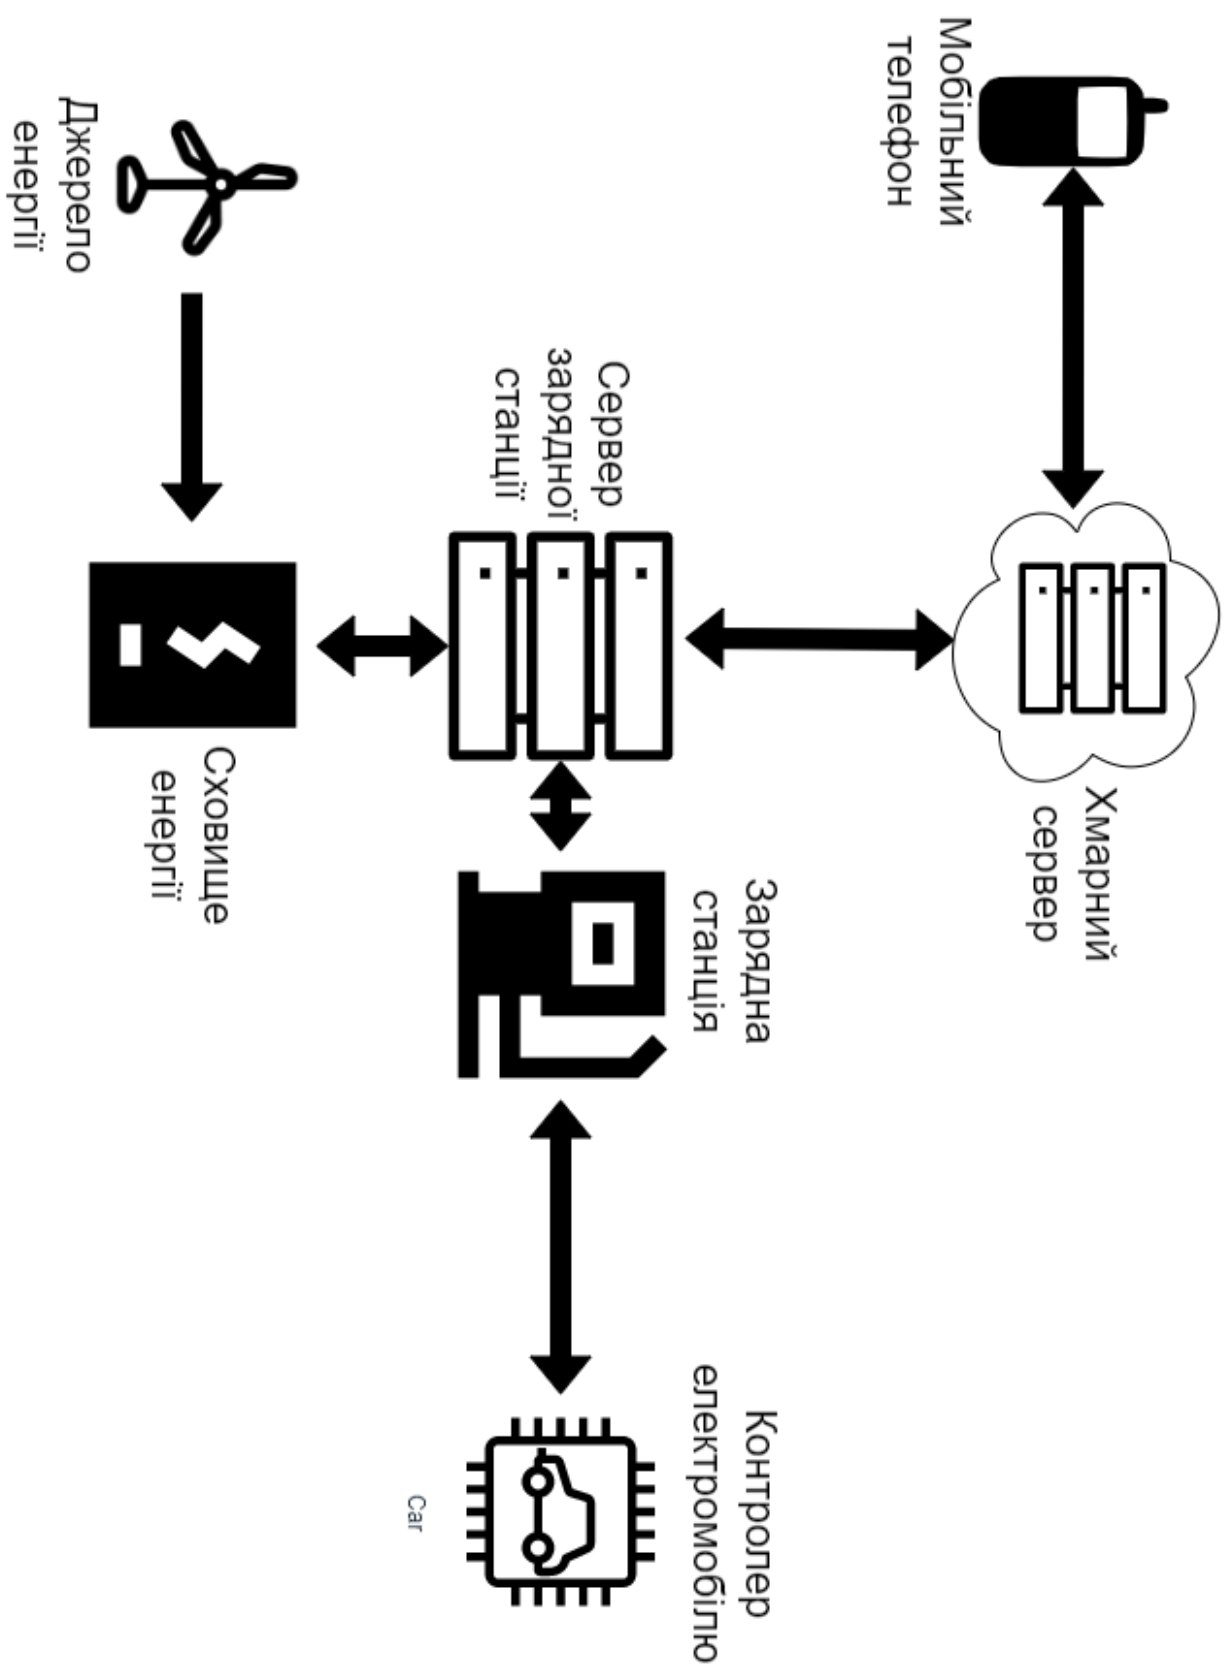 Мобільний
телефон
Хмарний
сервер
Сервер
зарядної
станції
Зарядна
станція
Контролер
електромобілю
Car
Джерело
енергії
Сховище
енергії